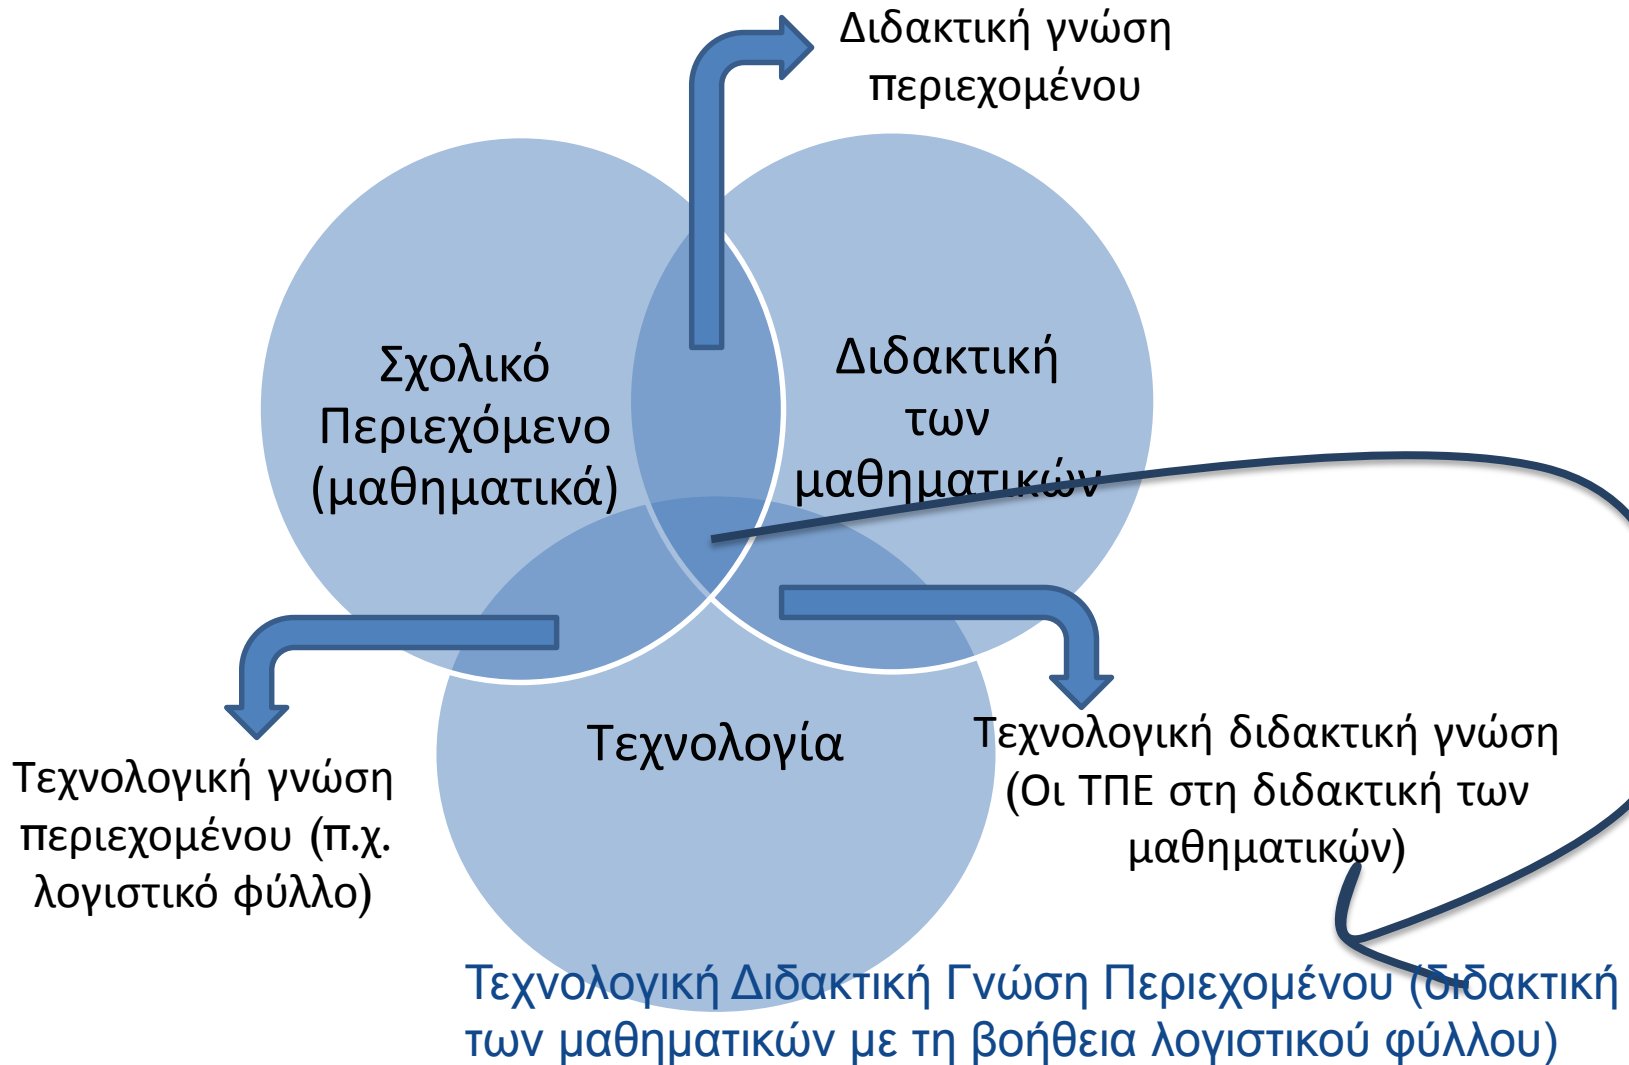 Διδακτική γνώση
περιεχομένου
Σχολικό
Περιεχόμενο
(μαθηματικά)
Διδακτική
των
μαθηματικών
Τεχνολογία
Τεχνολογική γνώση
περιεχομένου (π.χ.
λογιστικό φύλλο)
Τεχνολογική διδακτική γνώση
(Οι ΤΠΕ στη διδακτική των
μαθηματικών)
Τεχνολογική Διδακτική Γνώση Περιεχομένου (διδακτική
των μαθηματικών με τη βοήθεια λογιστικού φύλλου)